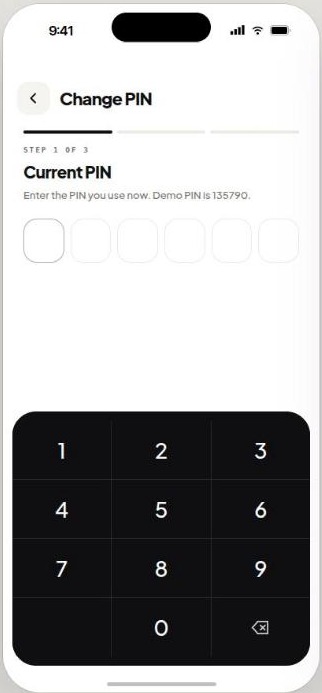 9:41
Change PIN
STEP 1 OF 3
Current PIN
Enter the PIN you use now. Demo PIN is 135790.
1 2 3
4 5 6
7 8 9
0